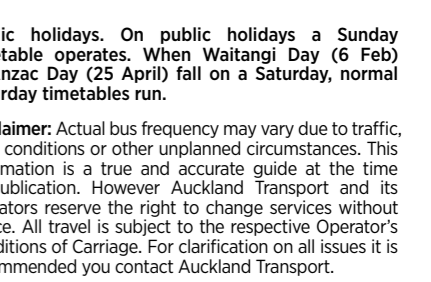 ic holidays. On public holidays a Sunday
etable operates. When Waitangi Day (6 Feb)
nzac Day (25 April) fall on a Saturday, normal
rday timetables run.
laimer: Actual bus frequency may vary due to traffic,
conditions or other unplanned circumstances. This
mation is a true and accurate guide at the time
ublication. However Auckland Transport and its
ators reserve the right to change services without
ce. All travel is subject to the respective Operator’s
ditions of Carriage. For clarification on all issues it is
mmended you contact Auckland Transport.